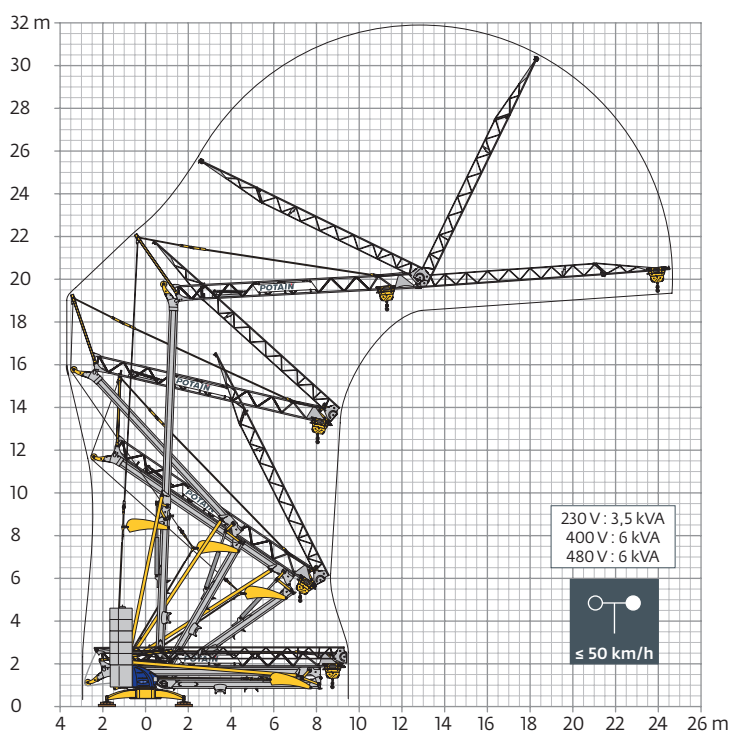 32 m
30
28
26
24
22
20
18
16
14
12
10
8
6
4
2
0
POTAIN
POTAIN
POTAIN
POTAIN
230 V : 3,5 kVA
400 V : 6 kVA
480 V : 6 kVA
≤ 50 km/h
4 2 0 2 4 6 8 10 12 14 16 18 20 22 24 26 m